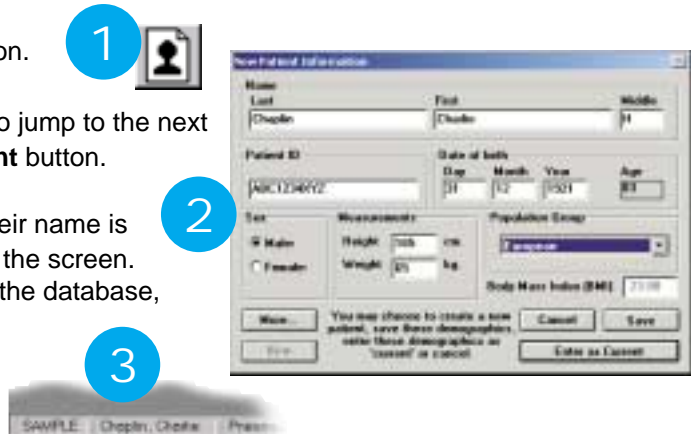 on.
1
o jump to the next
nt button.
eir name is
the screen.
the database,
2
New Patient Information
Name
Last First Middle
Chaplin Charlie H
Patient ID Date of birth
Day Month Year Age
31 12 1921
Sex Measurements Population Group
Male Height cm European
Female Weight kg
Body Mass Index (BMI)
More... You may choose to create a new Cancel Save
patient, save these demographics,
enter these demographics as
'current' or cancel Enter as Current
3
SAMPLE Chaplin, Charlie